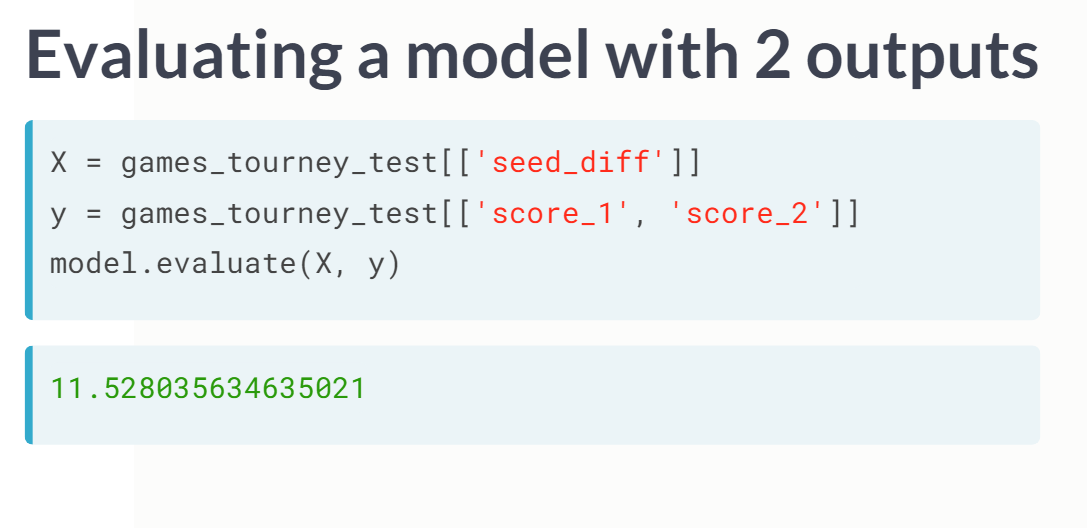 Evaluating a model with 2 outputs
X = games_tourney_test[['seed_diff']]
y = games_tourney_test[['score_1', 'score_2']]
model.evaluate(X, y)
11.528035634635021